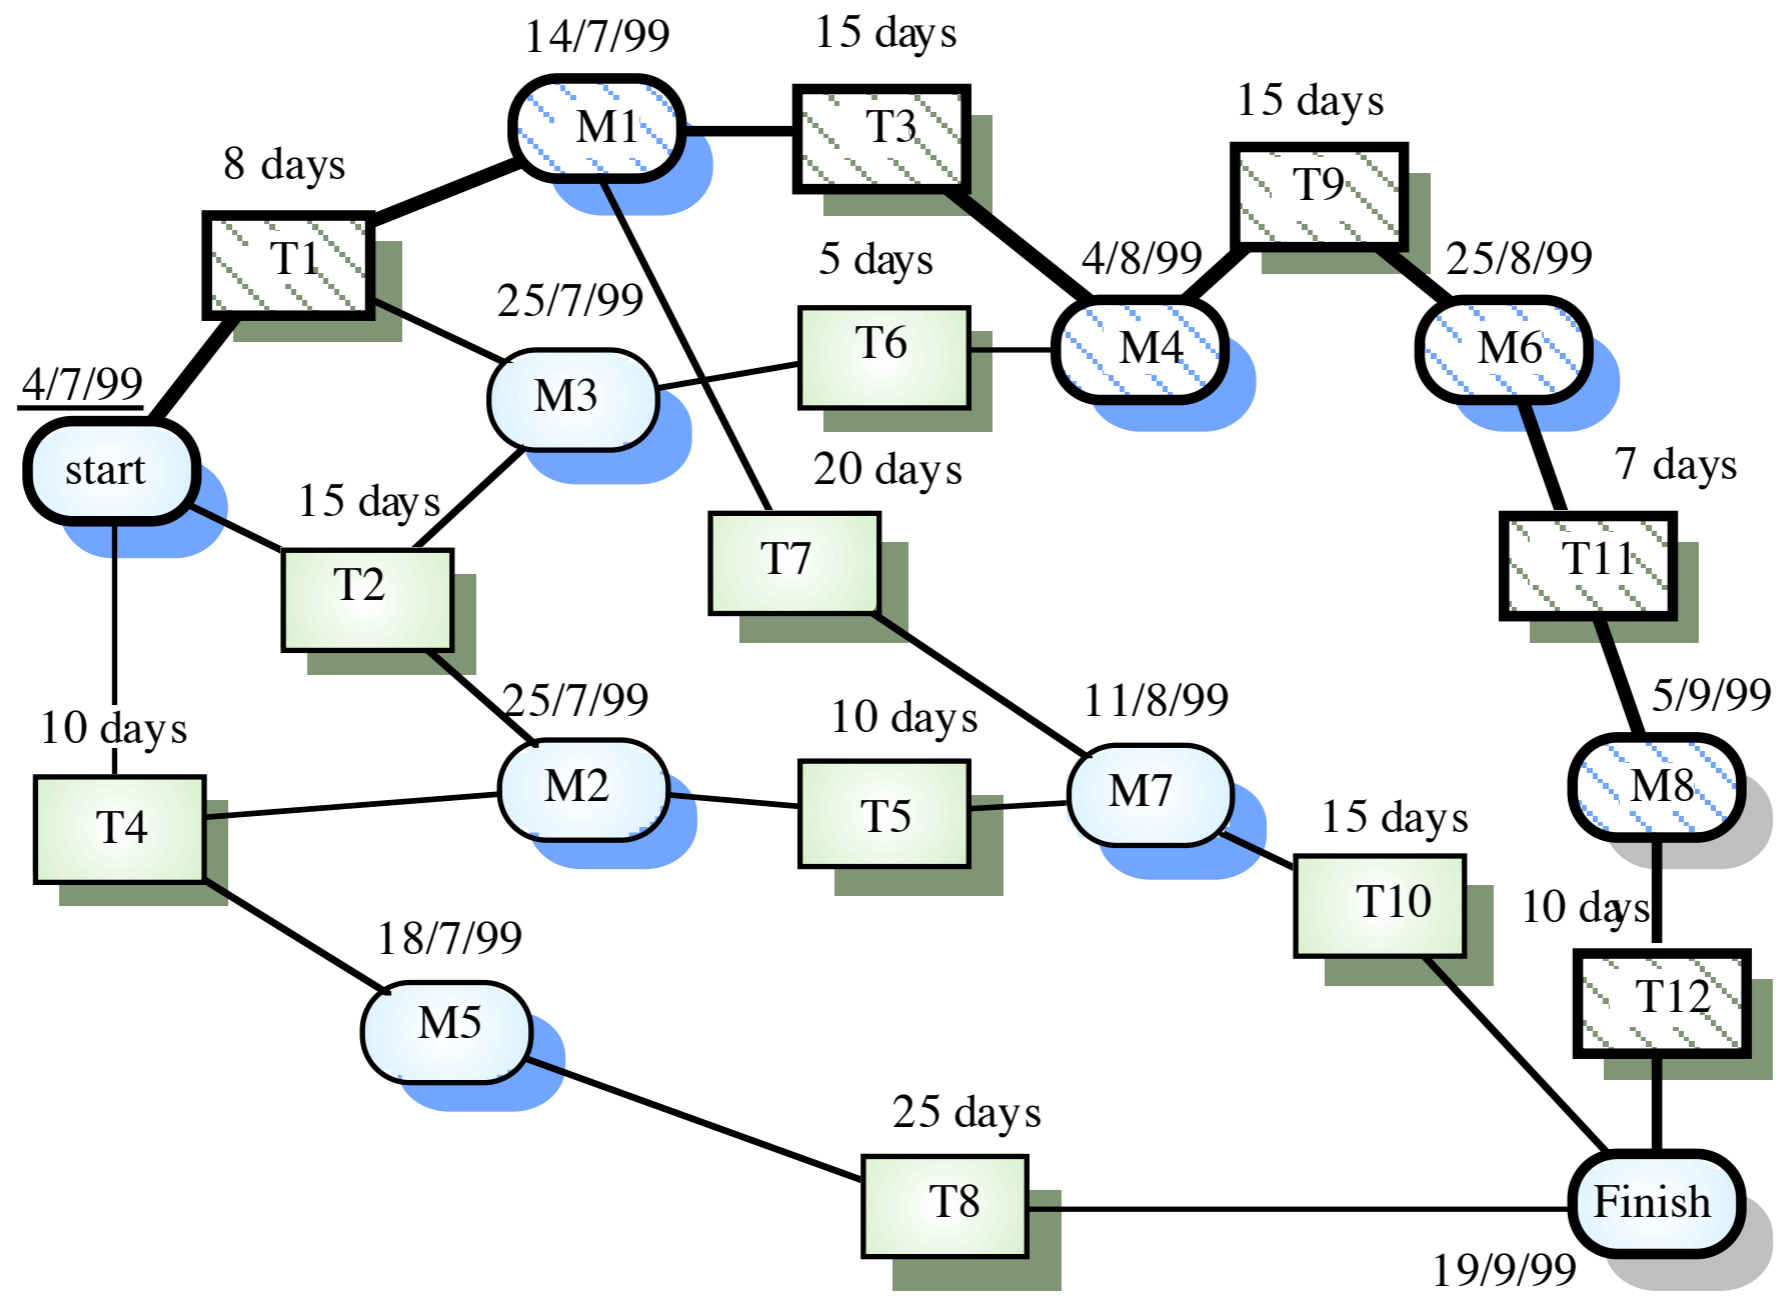 14/7/99
15 days
M1
T3
15 days
8 days
T9
T1
5 days
4/8/99
25/8/99
25/7/99
T6
M4
M6
4/7/99
M3
start
20 days
7 days
15 days
T7
T11
T2
25/7/99
11/8/99
5/9/99
10 days
10 days
M2
M7
M8
T4
T5
15 days
T10
10 days
18/7/99
T12
M5
25 days
T8
Finish
19/9/99